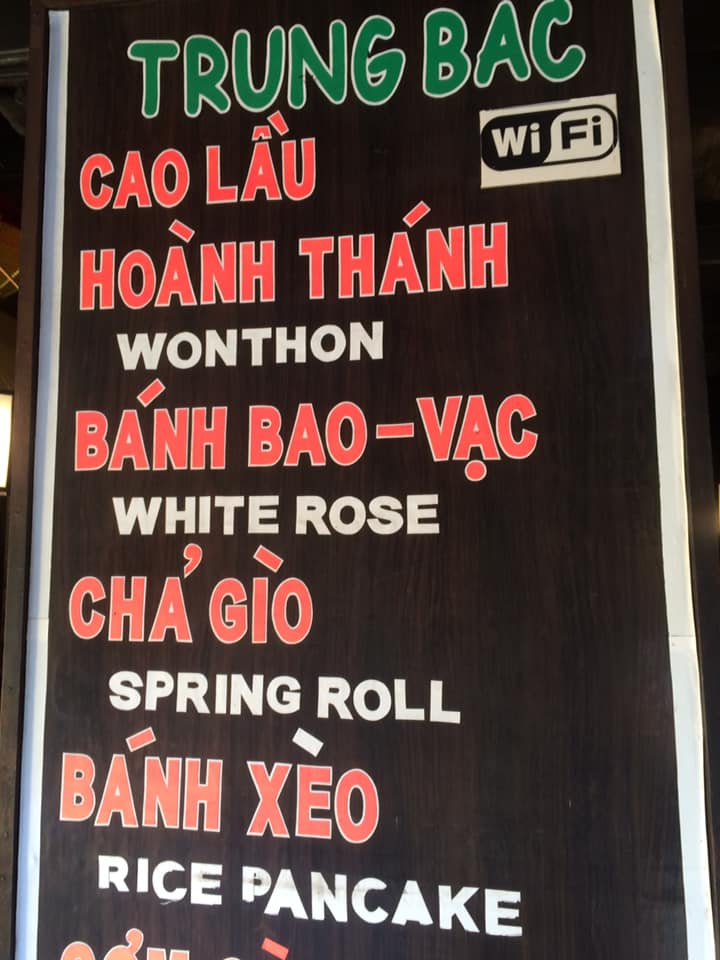 TRUNG BAC
Wi Fi
CAO LẦU
HOÀNH THÁNH
WONTHON
BÁNH BAO-VẠC
WHITE ROSE
CHẢ GIÒ
SPRING ROLL
BÁNH XÈO
RICE PANCAKE